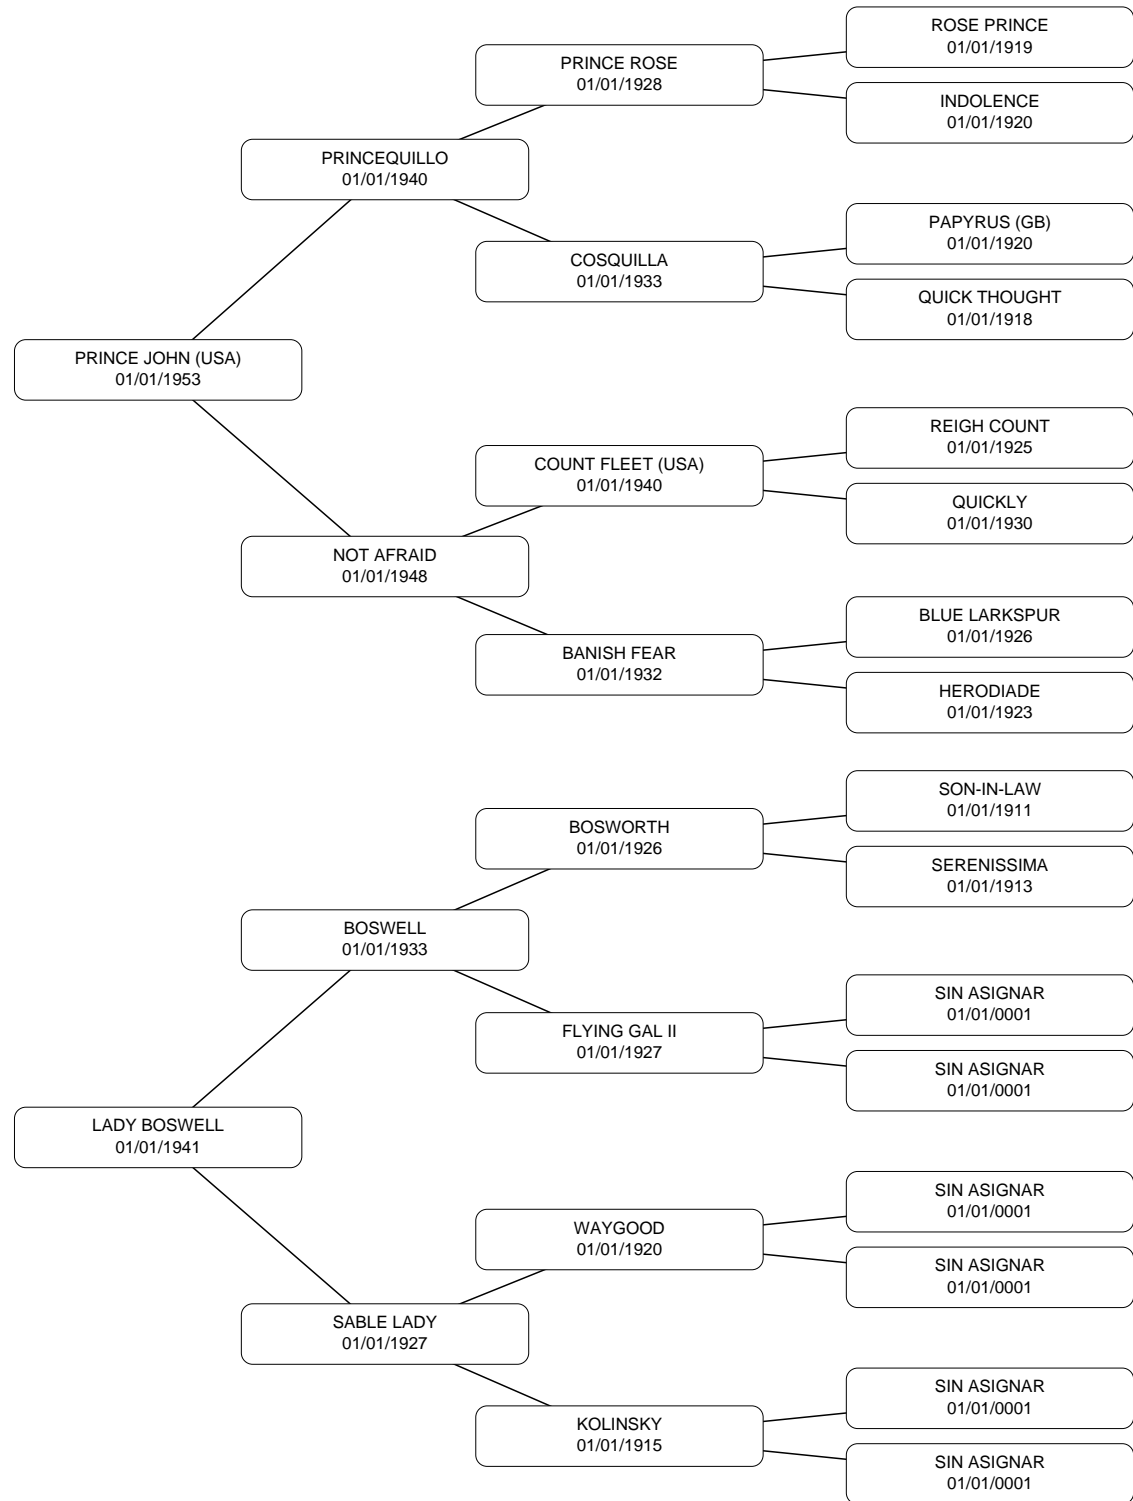 ROSE PRINCE
01/01/1919
PRINCE ROSE
01/01/1928
INDOLENCE
01/01/1920
PRINCEQUILLO
01/01/1940
PAPYRUS (GB)
01/01/1920
COSQUILLA
01/01/1933
QUICK THOUGHT
01/01/1918
PRINCE JOHN (USA)
01/01/1953
REIGH COUNT
01/01/1925
COUNT FLEET (USA)
01/01/1940
QUICKLY
01/01/1930
NOT AFRAID
01/01/1948
BLUE LARKSPUR
01/01/1926
BANISH FEAR
01/01/1932
HERODIADE
01/01/1923
SON-IN-LAW
01/01/1911
BOSWORTH
01/01/1926
SERENISSIMA
01/01/1913
BOSWELL
01/01/1933
SIN ASIGNAR
01/01/0001
FLYING GAL II
01/01/1927
SIN ASIGNAR
01/01/0001
LADY BOSWELL
01/01/1941
SIN ASIGNAR
01/01/0001
WAYGOOD
01/01/1920
SIN ASIGNAR
01/01/0001
SABLE LADY
01/01/1927
SIN ASIGNAR
01/01/0001
KOLINSKY
01/01/1915
SIN ASIGNAR
01/01/0001